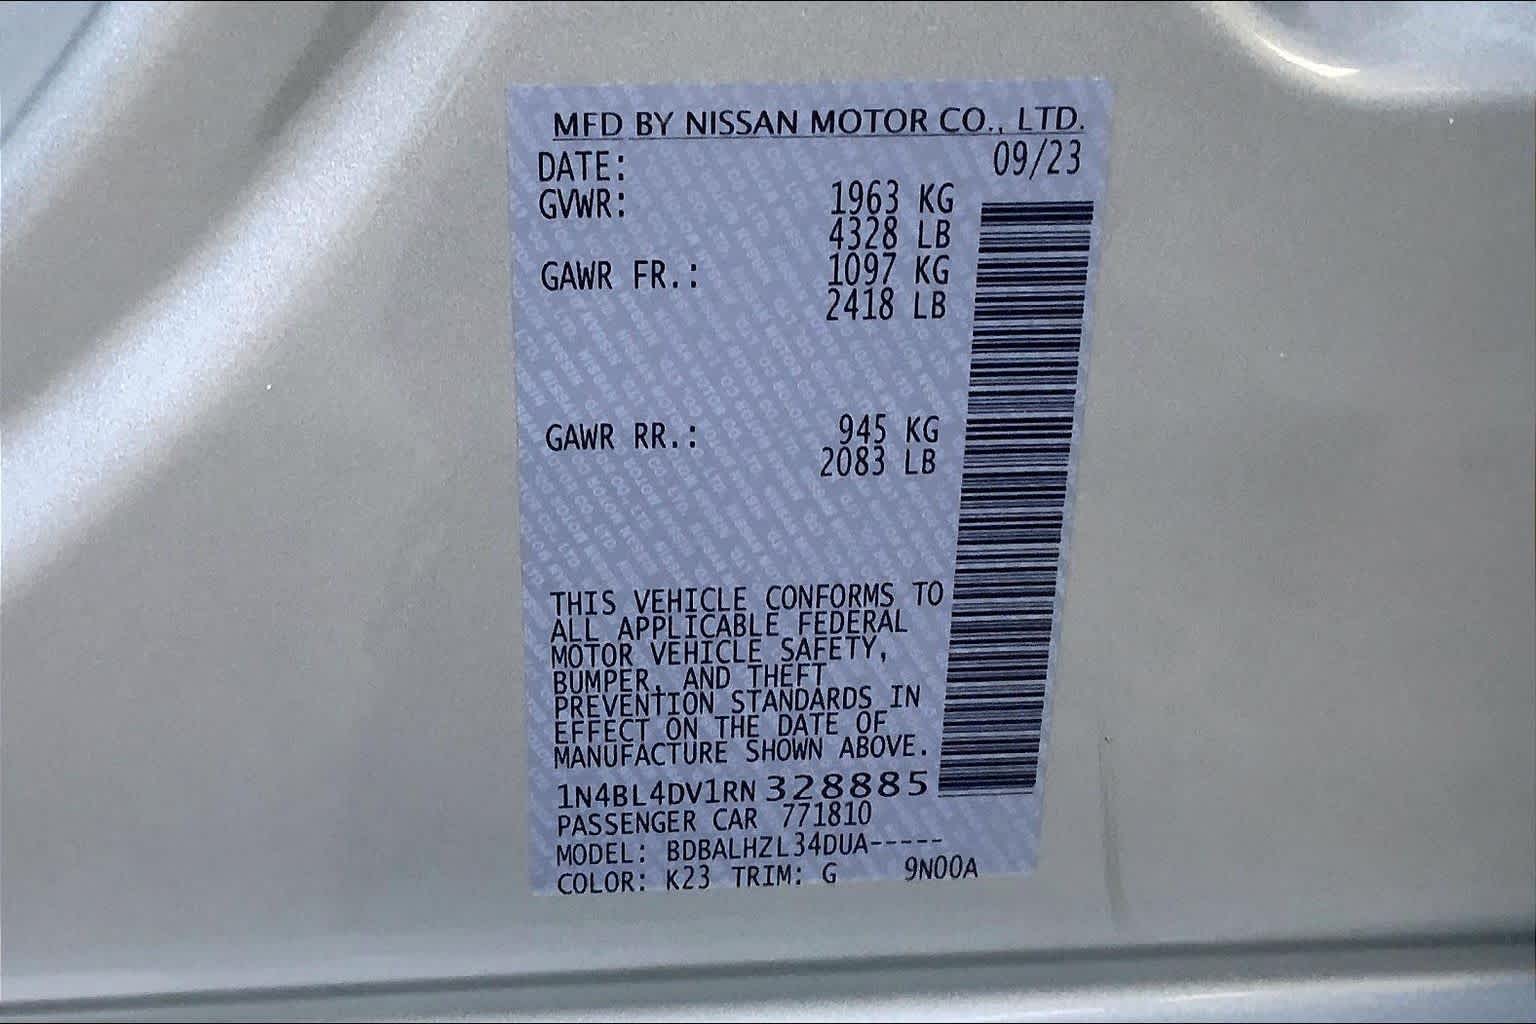 MFD BY NISSAN MOTOR CO., LTD.
DATE: 09/23
GVWR: 1963 KG
4328 LB
GAWR FR.: 1097 KG
2418 LB
GAWR RR.: 945 KG
2083 LB
THIS VEHICLE CONFORMS TO
ALL APPLICABLE FEDERAL
MOTOR VEHICLE SAFETY,
BUMPER, AND THEFT
PREVENTION STANDARDS IN
EFFECT ON THE DATE OF
MANUFACTURE SHOWN ABOVE.
1N4BL4DV1RN328885
PASSENGER CAR 771810
MODEL: BDBALHZL34DUA-----
COLOR: K23 TRIM: G 9N00A